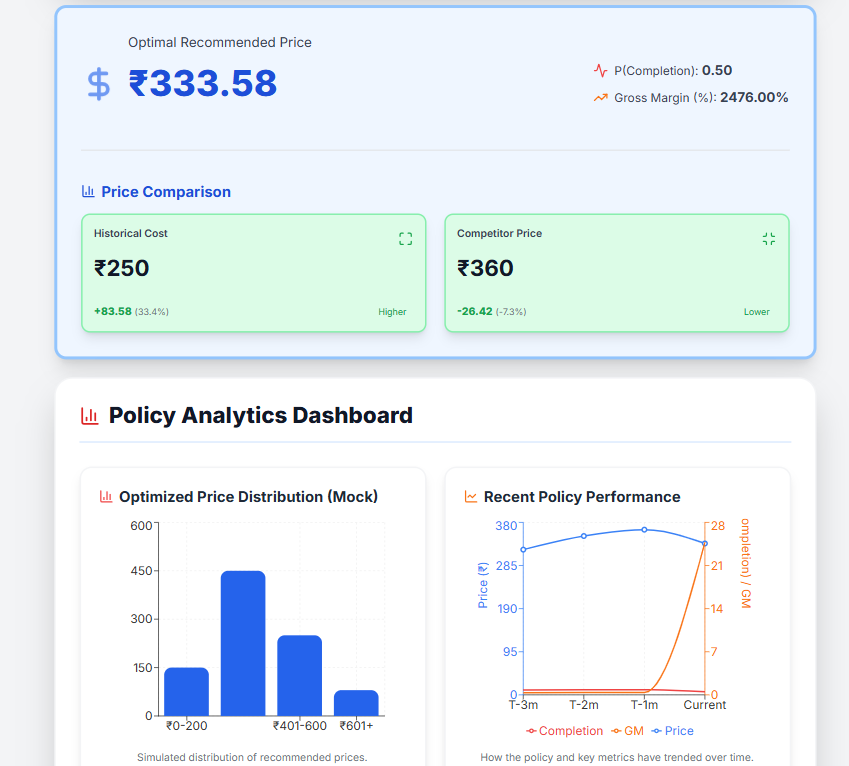 Optimal Recommended Price
₹333.58
P(Completion): 0.50
Gross Margin (%): 2476.00%
Price Comparison
Historical Cost
₹250
+83.58 (33.4%)
Higher
Competitor Price
₹360
-26.42 (-7.3%)
Lower
Policy Analytics Dashboard
Optimized Price Distribution (Mock)
600
450
300
150
0
₹0-200
₹401-600
₹601+
Simulated distribution of recommended prices.
Recent Policy Performance
380
285
190
95
0
Price (₹)
28
21
14
7
0
ompletion) / GM
T-3m
T-2m
T-1m
Current
Completion
GM
Price
How the policy and key metrics have trended over time.